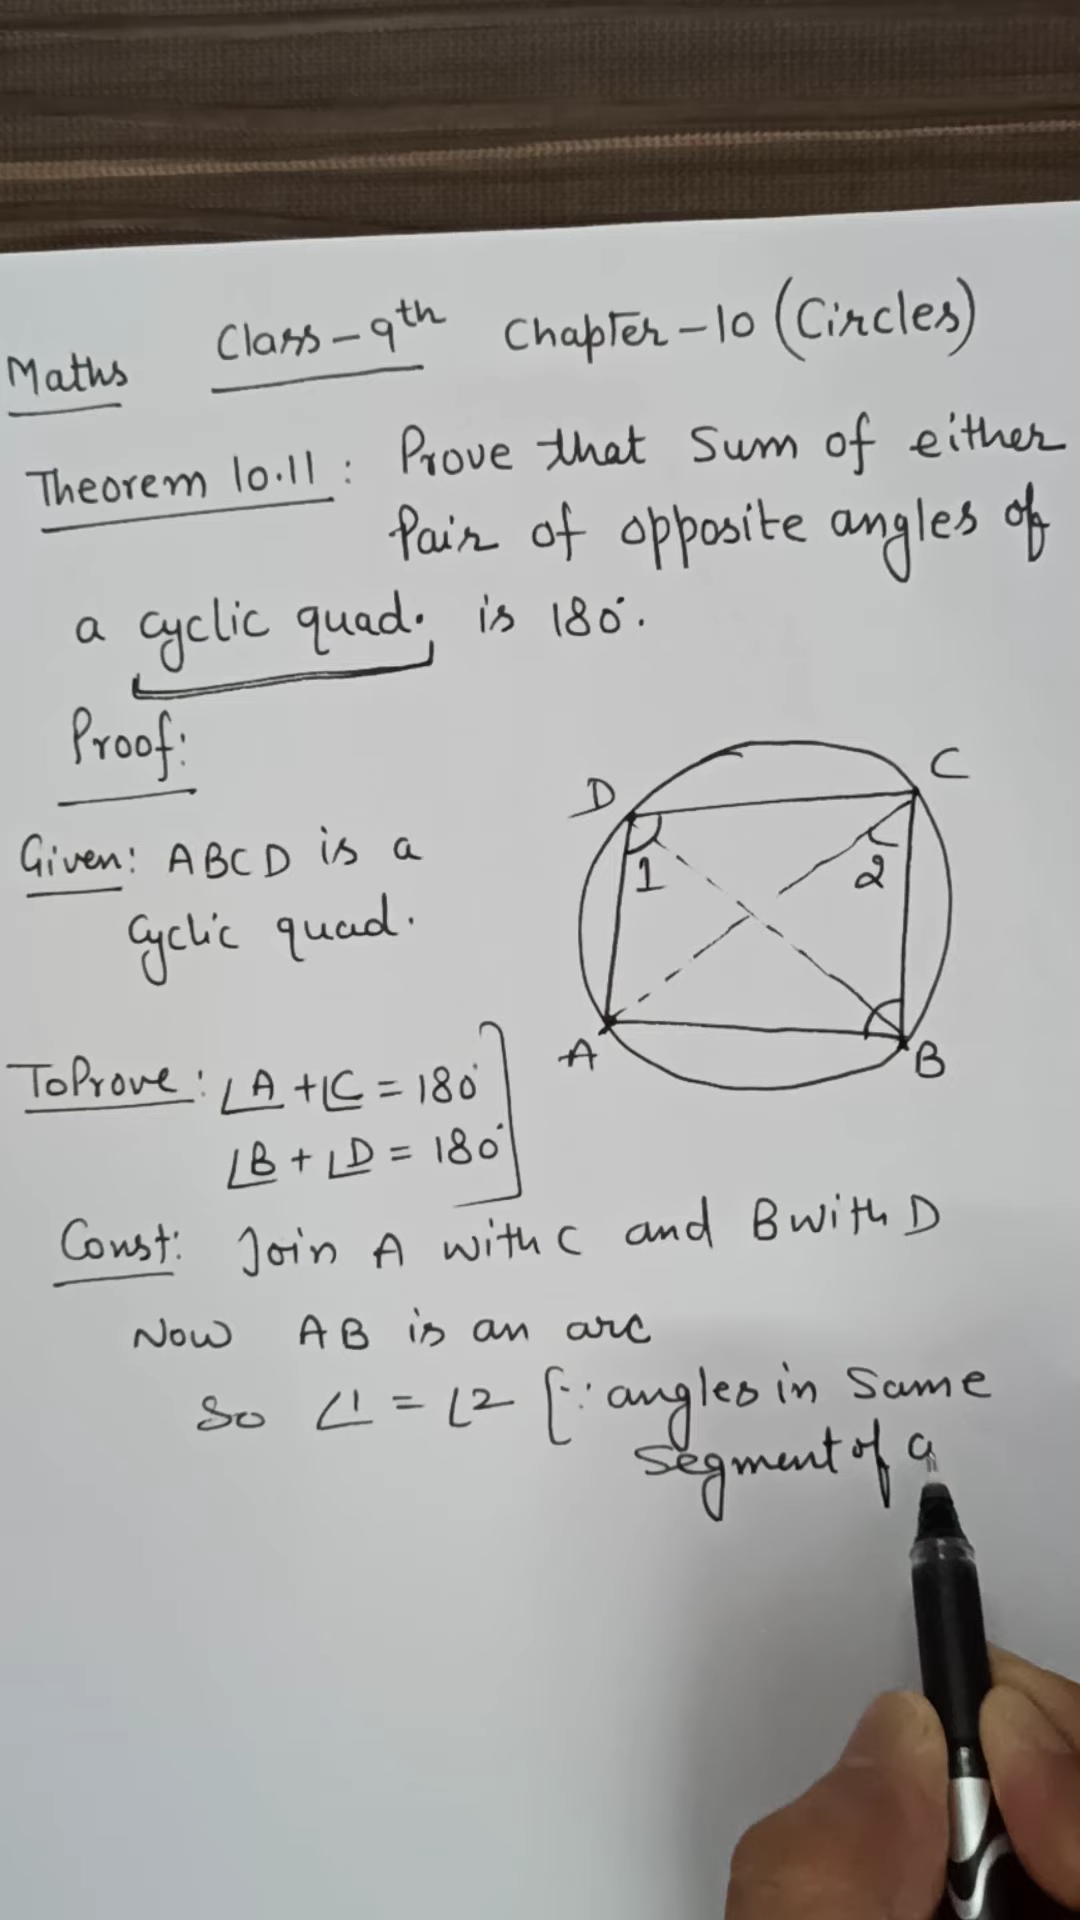 Maths Class-9th Chapter-10 (Circles)
Theorem 10.11: Prove that Sum of either
Pair of opposite angles of
a cyclic quad. is 180°.
Proof:
Given: ABCD is a
cyclic quad.
D C
1 2
A B
To Prove: ∠A + ∠C = 180°
∠B + ∠D = 180°
Const: Join A with C and B with D
Now AB is an arc
So ∠1 = ∠2 [∵ angles in Same
Segment of a